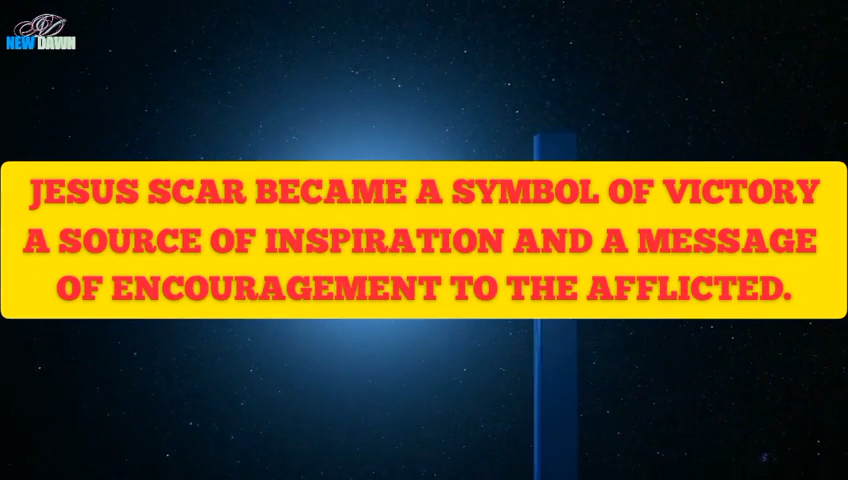 NEW DAWN
JESUS SCAR BECAME A SYMBOL OF VICTORY
A SOURCE OF INSPIRATION AND A MESSAGE
OF ENCOURAGEMENT TO THE AFFLICTED.